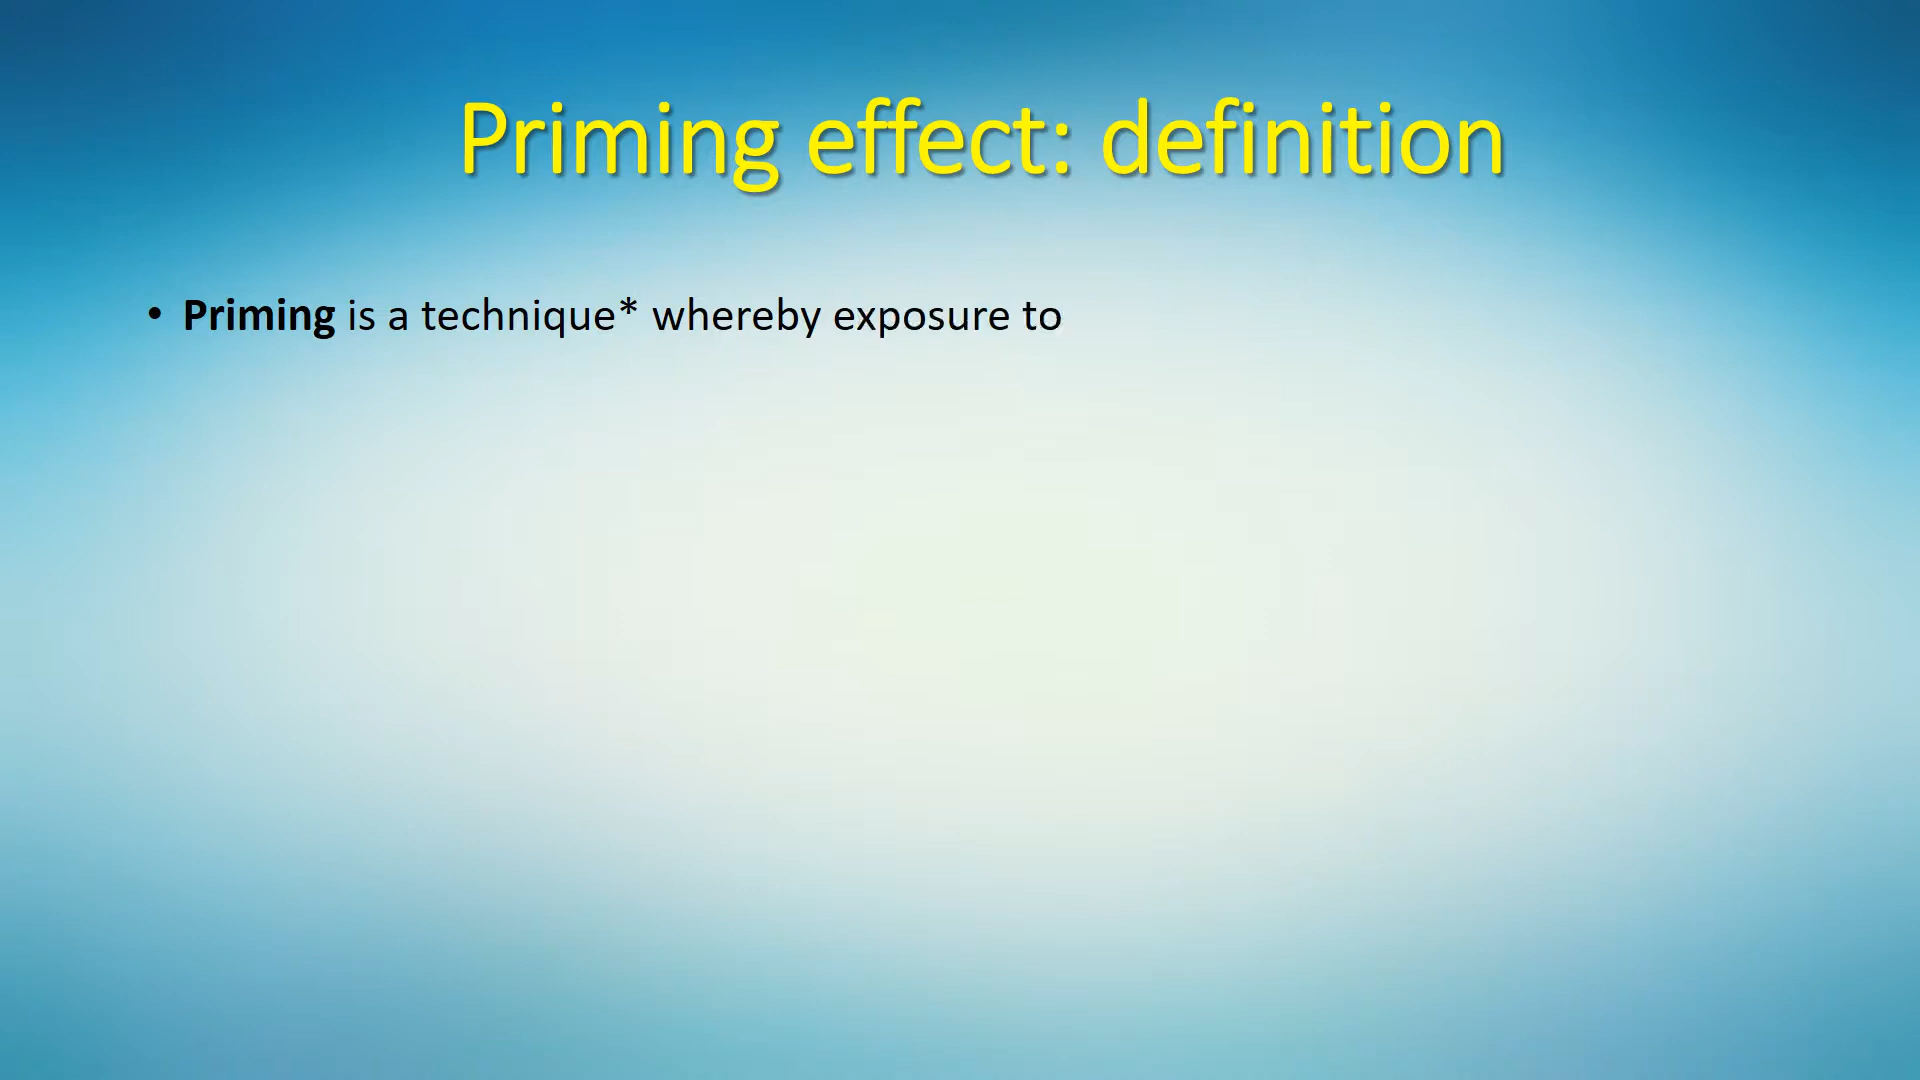 Priming effect: definition
• Priming is a technique* whereby exposure to